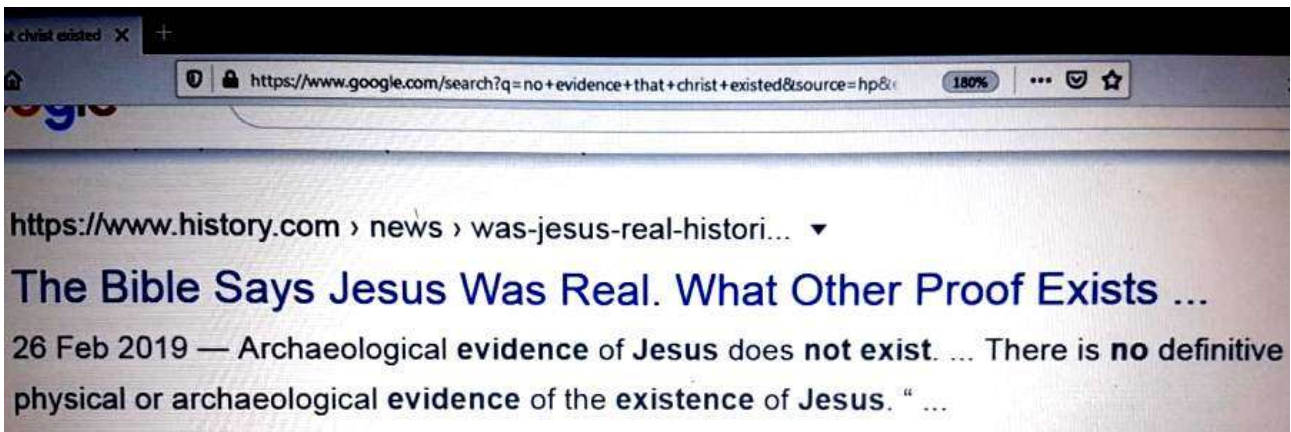 at christ existed X +
https://www.google.com/search?q=no+evidence+that+christ+existed&source=hp& 180% ...
ogle
https://www.history.com › news › was-jesus-real-histori... ▼
The Bible Says Jesus Was Real. What Other Proof Exists ...
26 Feb 2019 — Archaeological evidence of Jesus does not exist. ... There is no definitive
physical or archaeological evidence of the existence of Jesus. “ ...